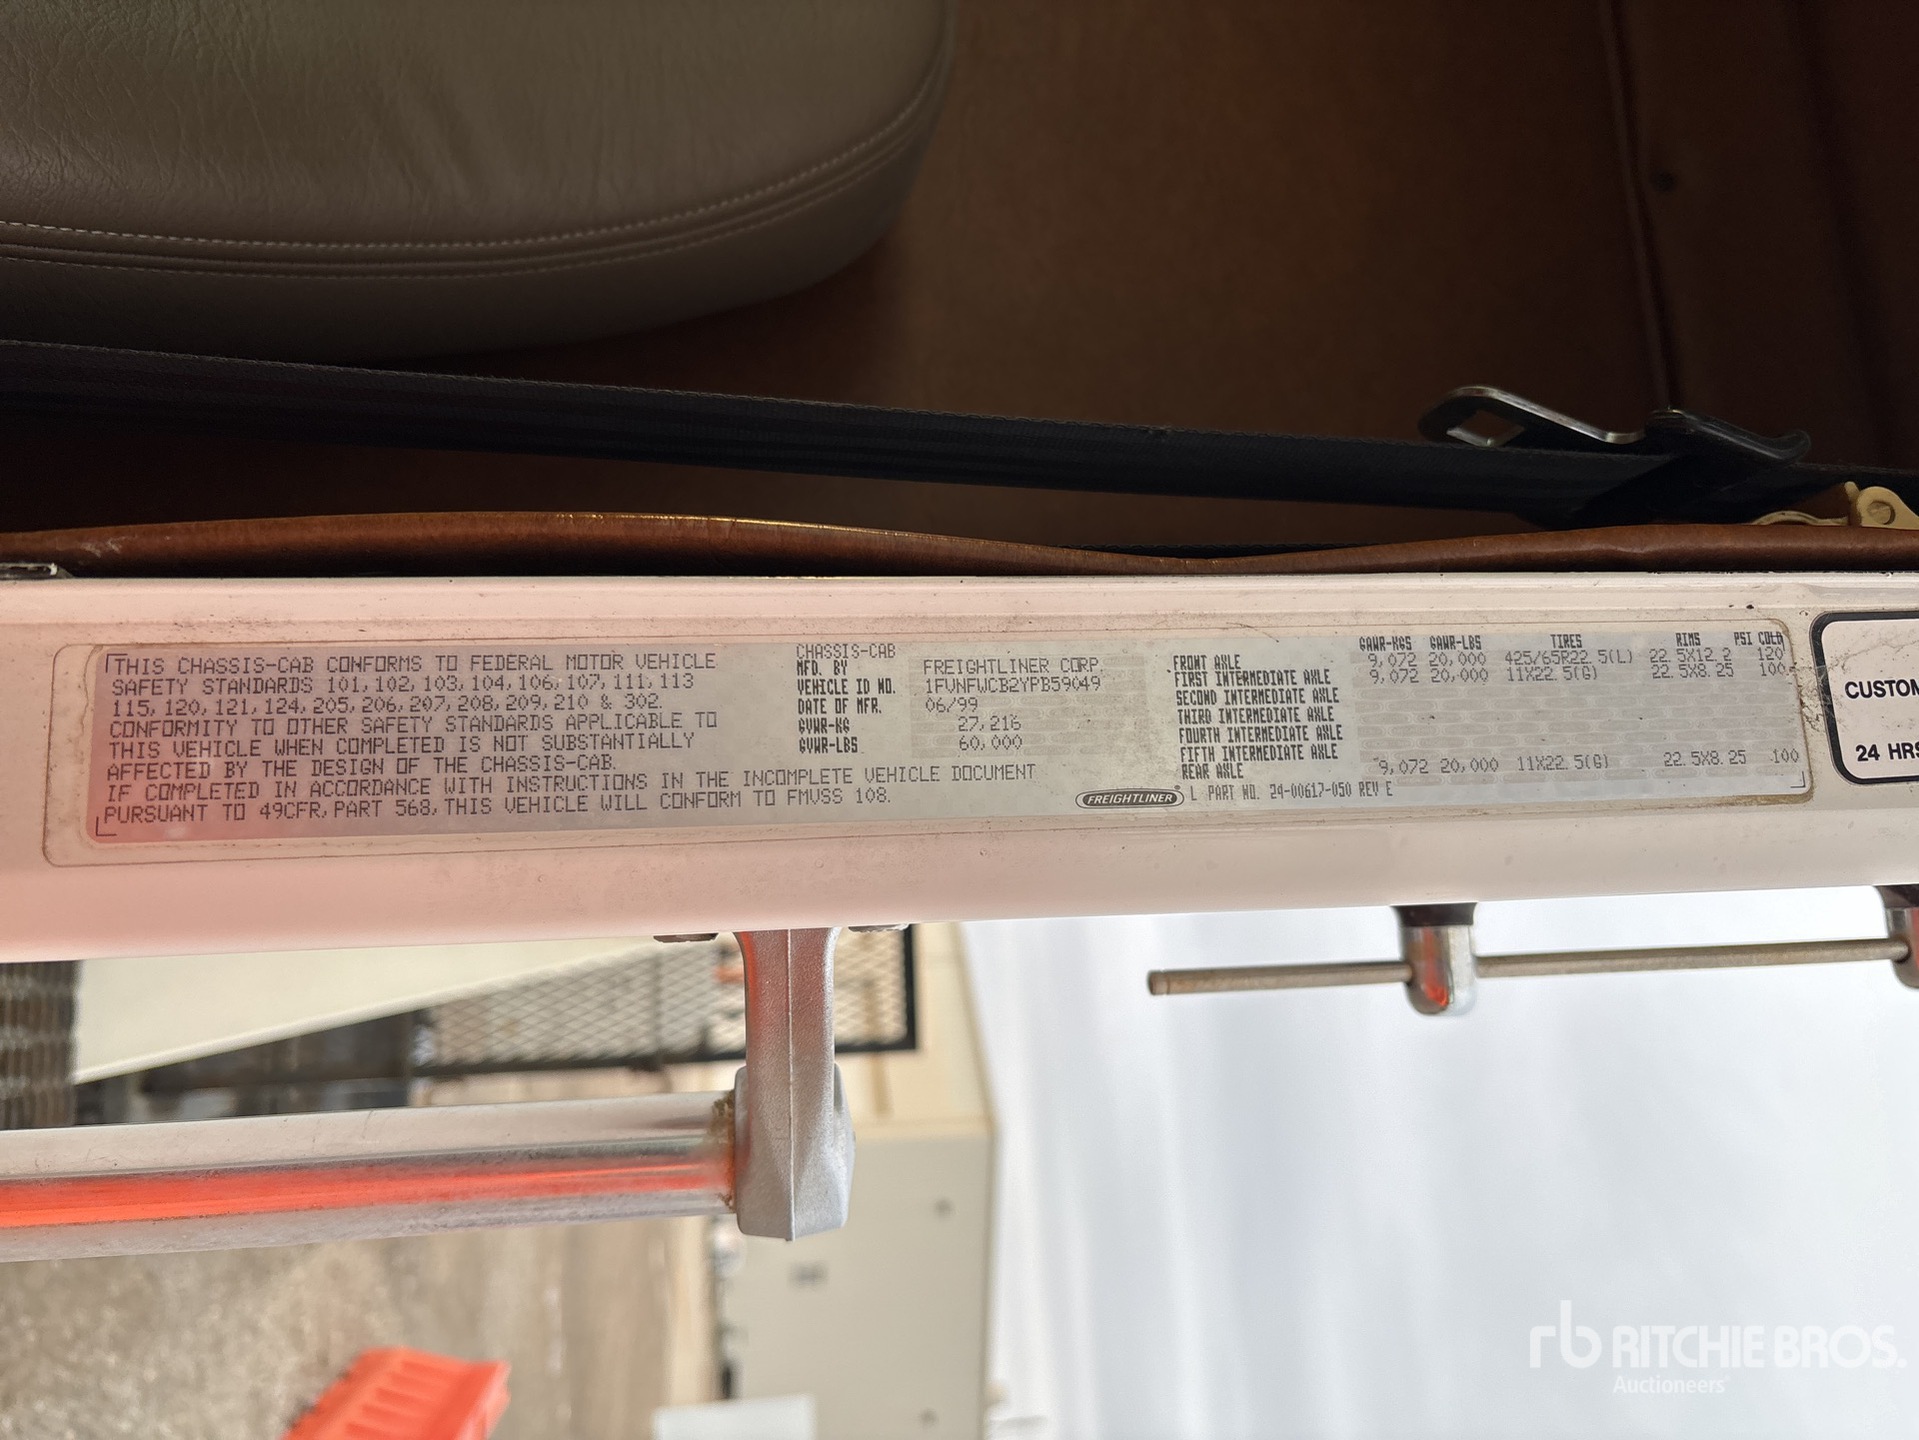 THIS CHASSIS-CAB CONFORMS TO FEDERAL MOTOR VEHICLE
SAFETY STANDARDS 101, 102, 103, 104, 106, 107, 111, 113
115, 120, 121, 124, 205, 206, 207, 208, 209, 210 & 302.
CONFORMITY TO OTHER SAFETY STANDARDS APPLICABLE TO
THIS VEHICLE WHEN COMPLETED IS NOT SUBSTANTIALLY
AFFECTED BY THE DESIGN OF THE CHASSIS-CAB.
IF COMPLETED IN ACCORDANCE WITH INSTRUCTIONS IN THE INCOMPLETE VEHICLE DOCUMENT
PURSUANT TO 49CFR, PART 568, THIS VEHICLE WILL CONFORM TO FMVSS 108.
CHASSIS-CAB
MFD. BY FREIGHTLINER CORP.
VEHICLE ID NO. 1FVNFWCB2YPB59049
DATE OF MFR. 06/99
GVWR-KG 27,216
GVWR-LBS 60,000
GAWR-KGS GAWR-LBS TIRES RIMS PSI COLD
FRONT AXLE 9,072 20,000 425/65R22.5(L) 22.5X12.2 120
FIRST INTERMEDIATE AXLE 9,072 20,000 11X22.5(G) 22.5X8.25 100
SECOND INTERMEDIATE AXLE
THIRD INTERMEDIATE AXLE
FOURTH INTERMEDIATE AXLE
FIFTH INTERMEDIATE AXLE
REAR AXLE 9,072 20,000 11X22.5(G) 22.5X8.25 100
FREIGHTLINER L PART NO. 24-00617-050 REV E
CUSTOM
24 HRS
rb RITCHIE BROS.
Auctioneers